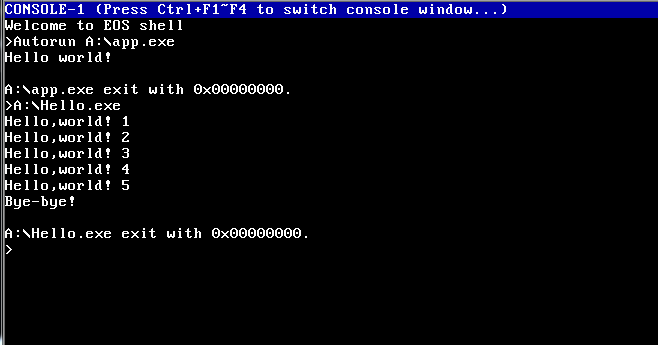 CONSOLE-1 (Press Ctrl+F1~F4 to switch console window...)
Welcome to EOS shell
>Autorun A:\app.exe
Hello world!
A:\app.exe exit with 0x00000000.
>A:\Hello.exe
Hello,world! 1
Hello,world! 2
Hello,world! 3
Hello,world! 4
Hello,world! 5
Bye-bye!
A:\Hello.exe exit with 0x00000000.
>